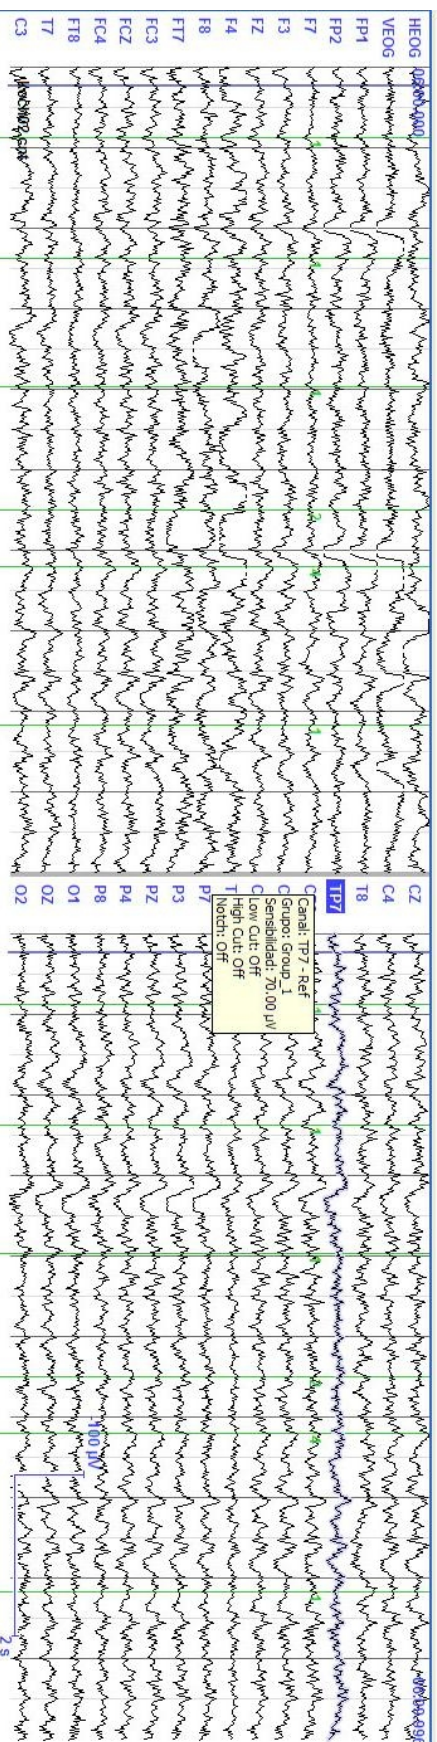 HEOG
VEOG
FP1
FP2
F7
F3
FZ
F4
F8
FT7
FC3
FCZ
FC4
FT8
T7
C3
CZ
C4
T8
TP7
C
C
C
T
P7
P3
PZ
P4
P8
O1
OZ
O2
Canal: TP7 - Ref
Grupo: Group_1
Sensibilidad: 70.00 µV
Low Cut: Off
High Cut: Off
Notch: Off
100 µV
2 s